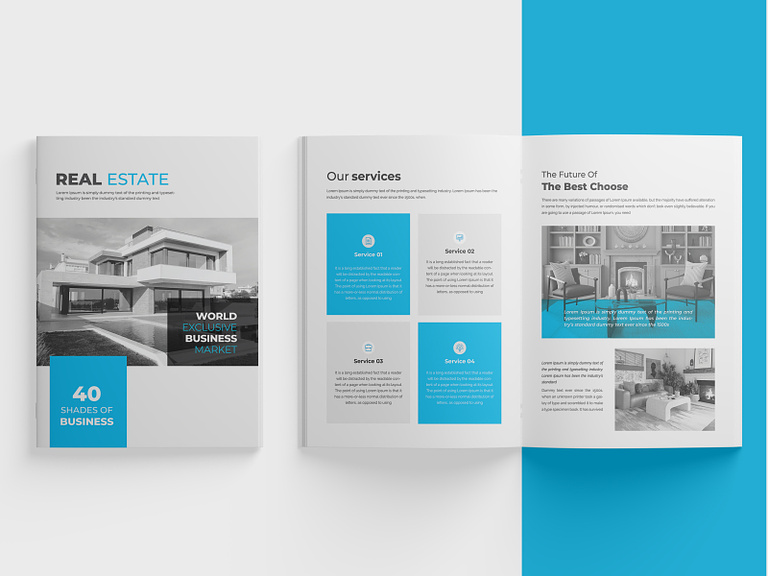 REAL ESTATE
Lorem Ipsum is simply dummy text of the printing and typeset-
ting industry been the industry's standard dummy text
WORLD
EXCLUSIVE
BUSINESS
MARKET
40
SHADES OF
BUSINESS
Our services
Lorem Ipsum is simply dummy text of the printing and typesetting industry. Lorem Ipsum has been the
industry's standard dummy text ever since the 1500s, when
Service 01
It is a long established fact that a reader
will be distracted by the readable con-
tent of a page when looking at its layout.
The point of using Lorem Ipsum is that it
has a more-or-less normal distribution of
letters, as opposed to using
Service 02
It is a long established fact that a reader
will be distracted by the readable con-
tent of a page when looking at its layout.
The point of using Lorem Ipsum is that it
has a more-or-less normal distribution of
letters, as opposed to using
Service 03
It is a long established fact that a reader
will be distracted by the readable con-
tent of a page when looking at its layout.
The point of using Lorem Ipsum is that it
has a more-or-less normal distribution of
letters, as opposed to using
Service 04
It is a long established fact that a reader
will be distracted by the readable con-
tent of a page when looking at its layout.
The point of using Lorem Ipsum is that it
has a more-or-less normal distribution of
letters, as opposed to using
The Future Of
The Best Choose
There are many variations of passages of Lorem Ipsum available, but the majority have suffered alteration
in some form, by injected humour, or randomised words which don't look even slightly believable. If you
are going to use a passage of Lorem Ipsum, you need
Lorem Ipsum is simply dummy text of the printing and
typesetting industry. Lorem Ipsum has been the indus-
try's standard dummy text ever since the 1500s
Lorem Ipsum is simply dummy text of
the printing and typesetting industry.
Lorem Ipsum has been the industry's
standard
Dummy text ever since the 1500s,
when an unknown printer took a gal-
ley of type and scrambled it to make
a type specimen book. It has survived